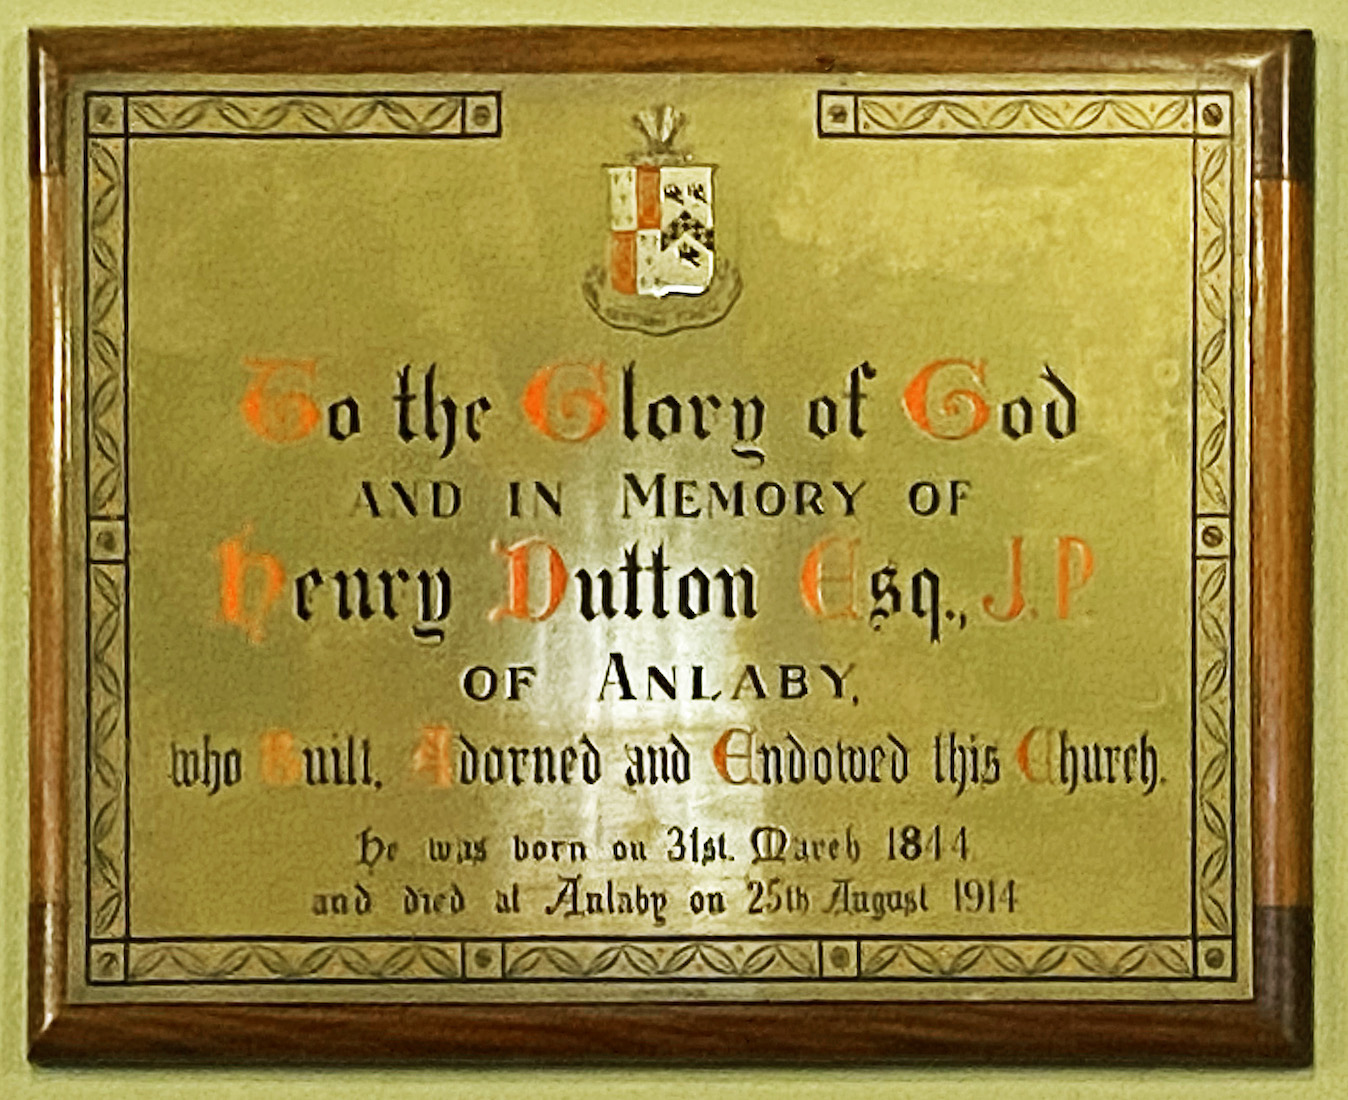 To the Glory of God
AND IN MEMORY OF
Henry Dutton Esq., J.P.
OF ANLABY,
who Built, Adorned and Endowed this Church.
He was born on 31st. March 1844
and died at Anlaby on 25th August 1914